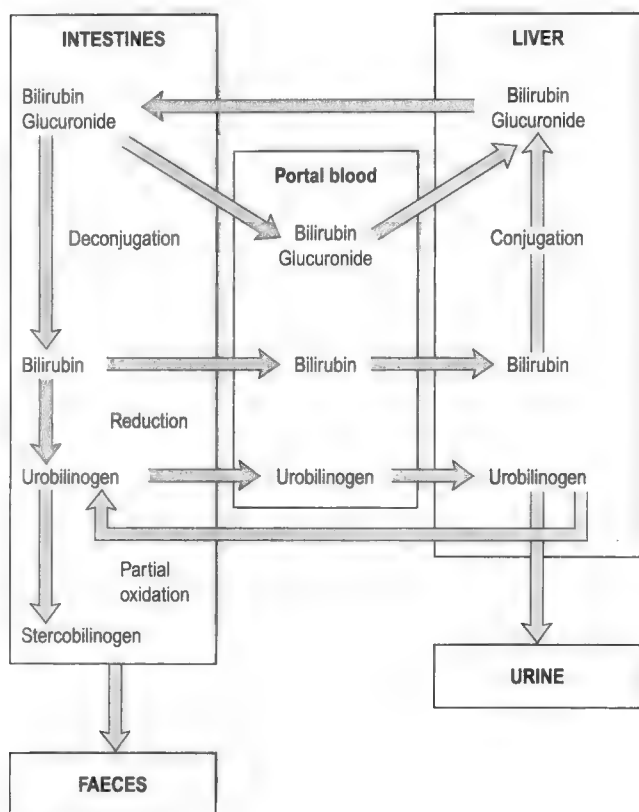 INTESTINES
LIVER
Bilirubin
Glucuronide
Bilirubin
Glucuronide
Portal blood
Bilirubin
Glucuronide
Deconjugation
Conjugation
Bilirubin
Bilirubin
Bilirubin
Reduction
Urobilinogen
Urobilinogen
Urobilinogen
Partial
oxidation
Stercobilinogen
URINE
FAECES